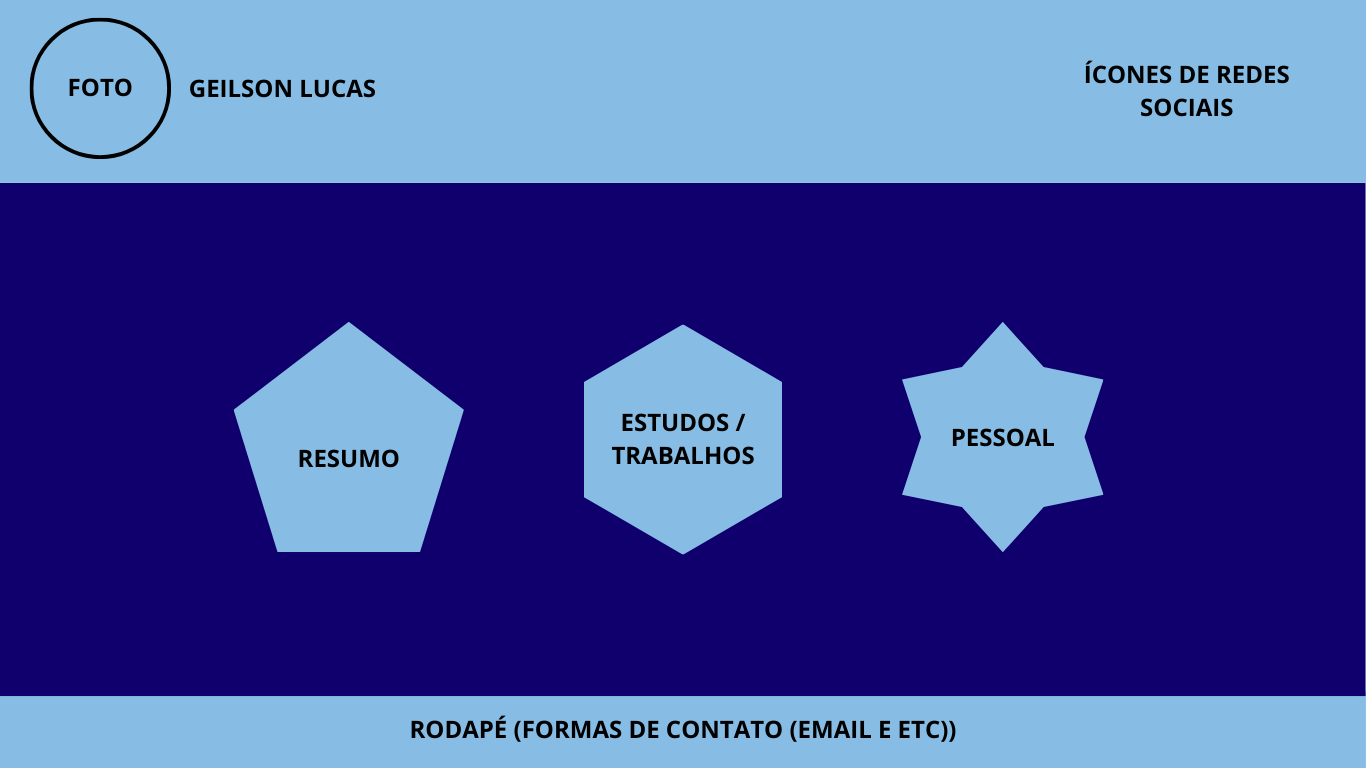 FOTO
GEILSON LUCAS
ÍCONES DE REDES
SOCIAIS
RESUMO
ESTUDOS /
TRABALHOS
PESSOAL
RODAPÉ (FORMAS DE CONTATO (EMAIL E ETC))